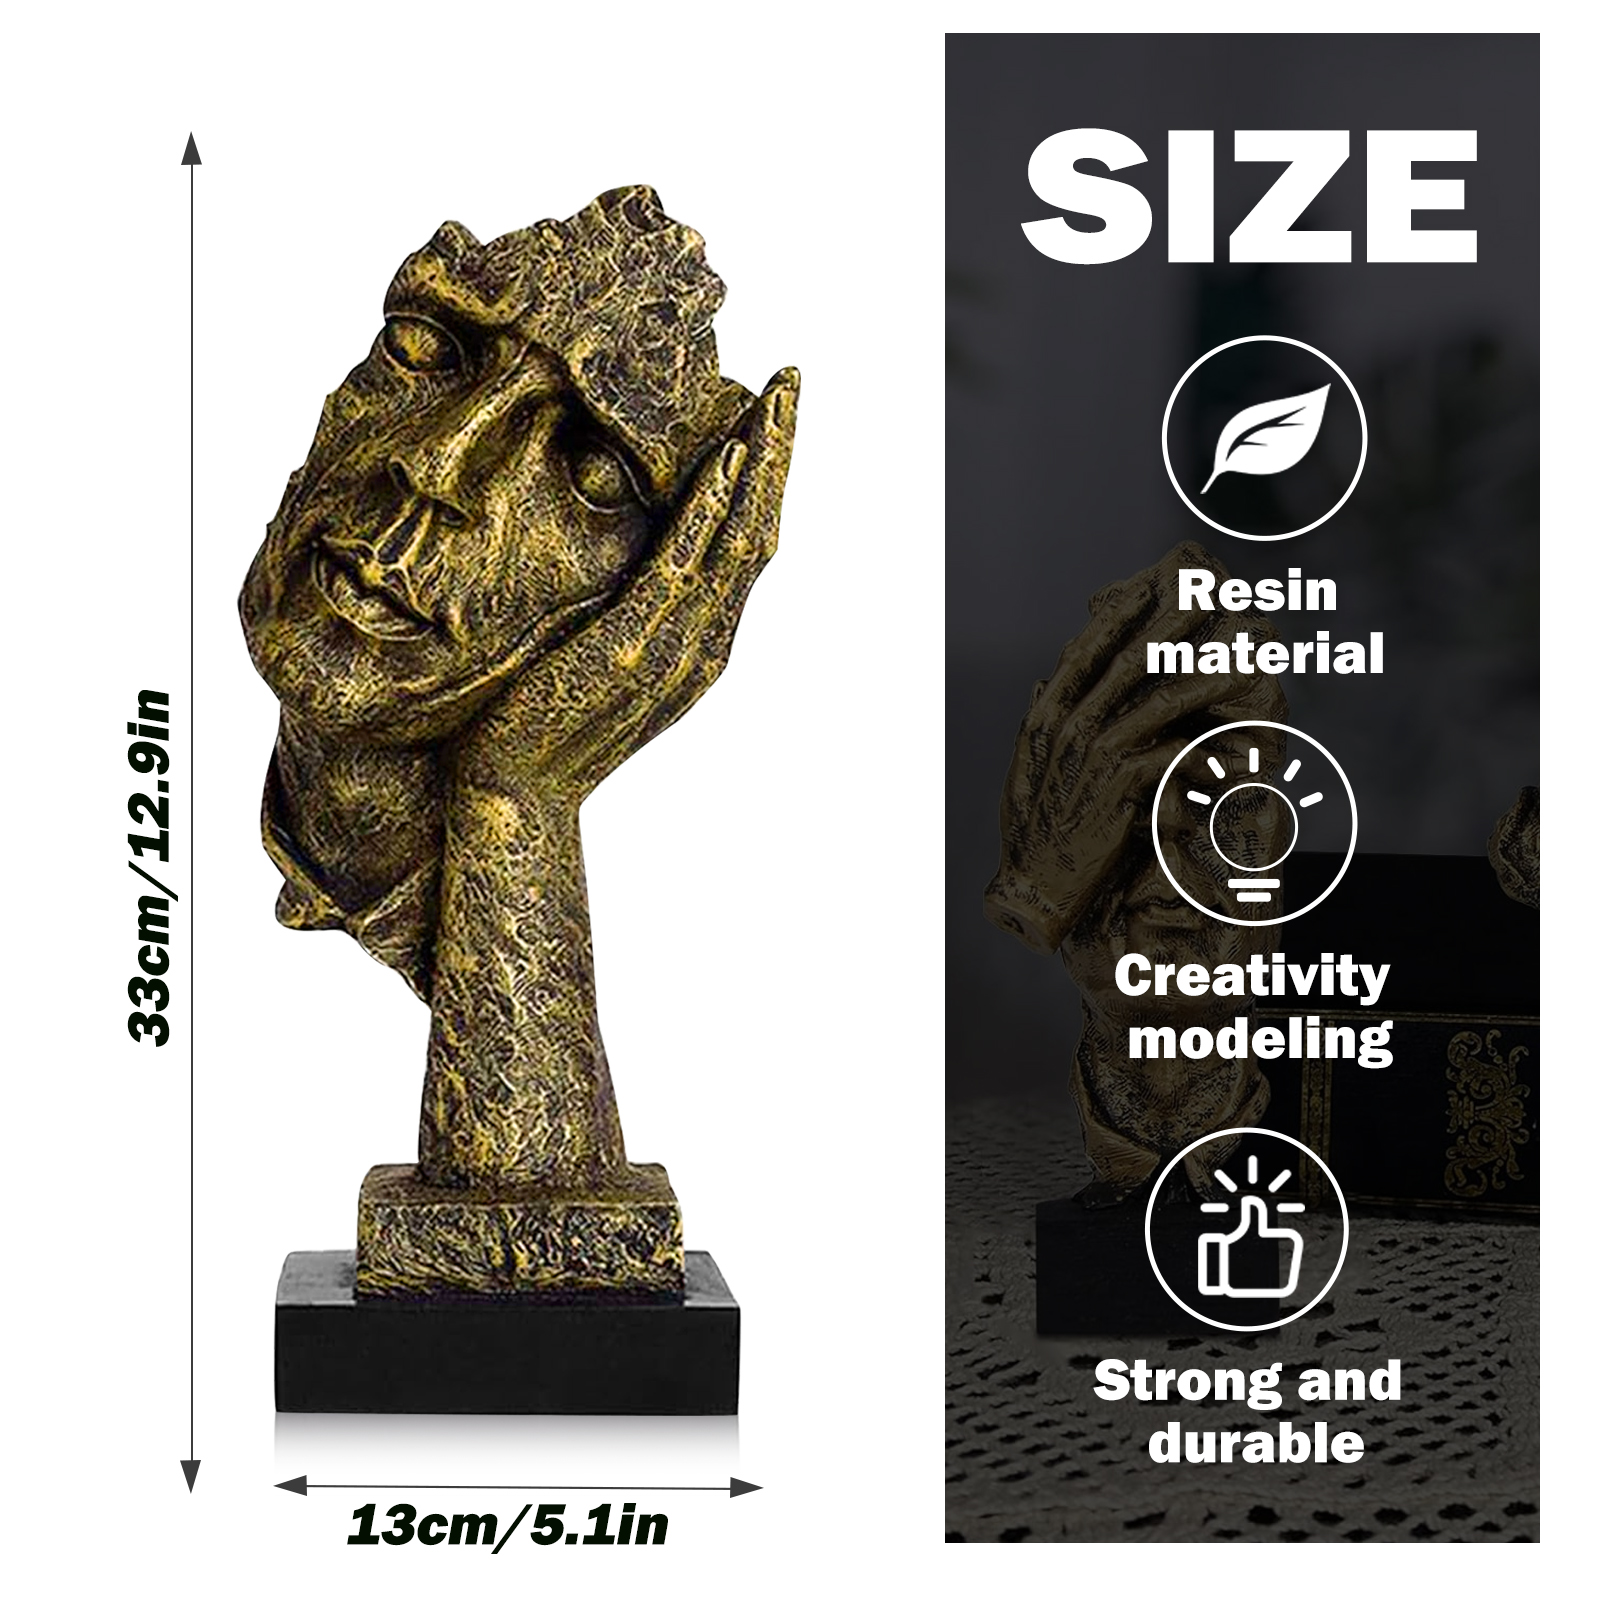 SIZE
Resin
material
Creativity
modeling
Strong and
durable
33cm/12.9in
13cm/5.1in